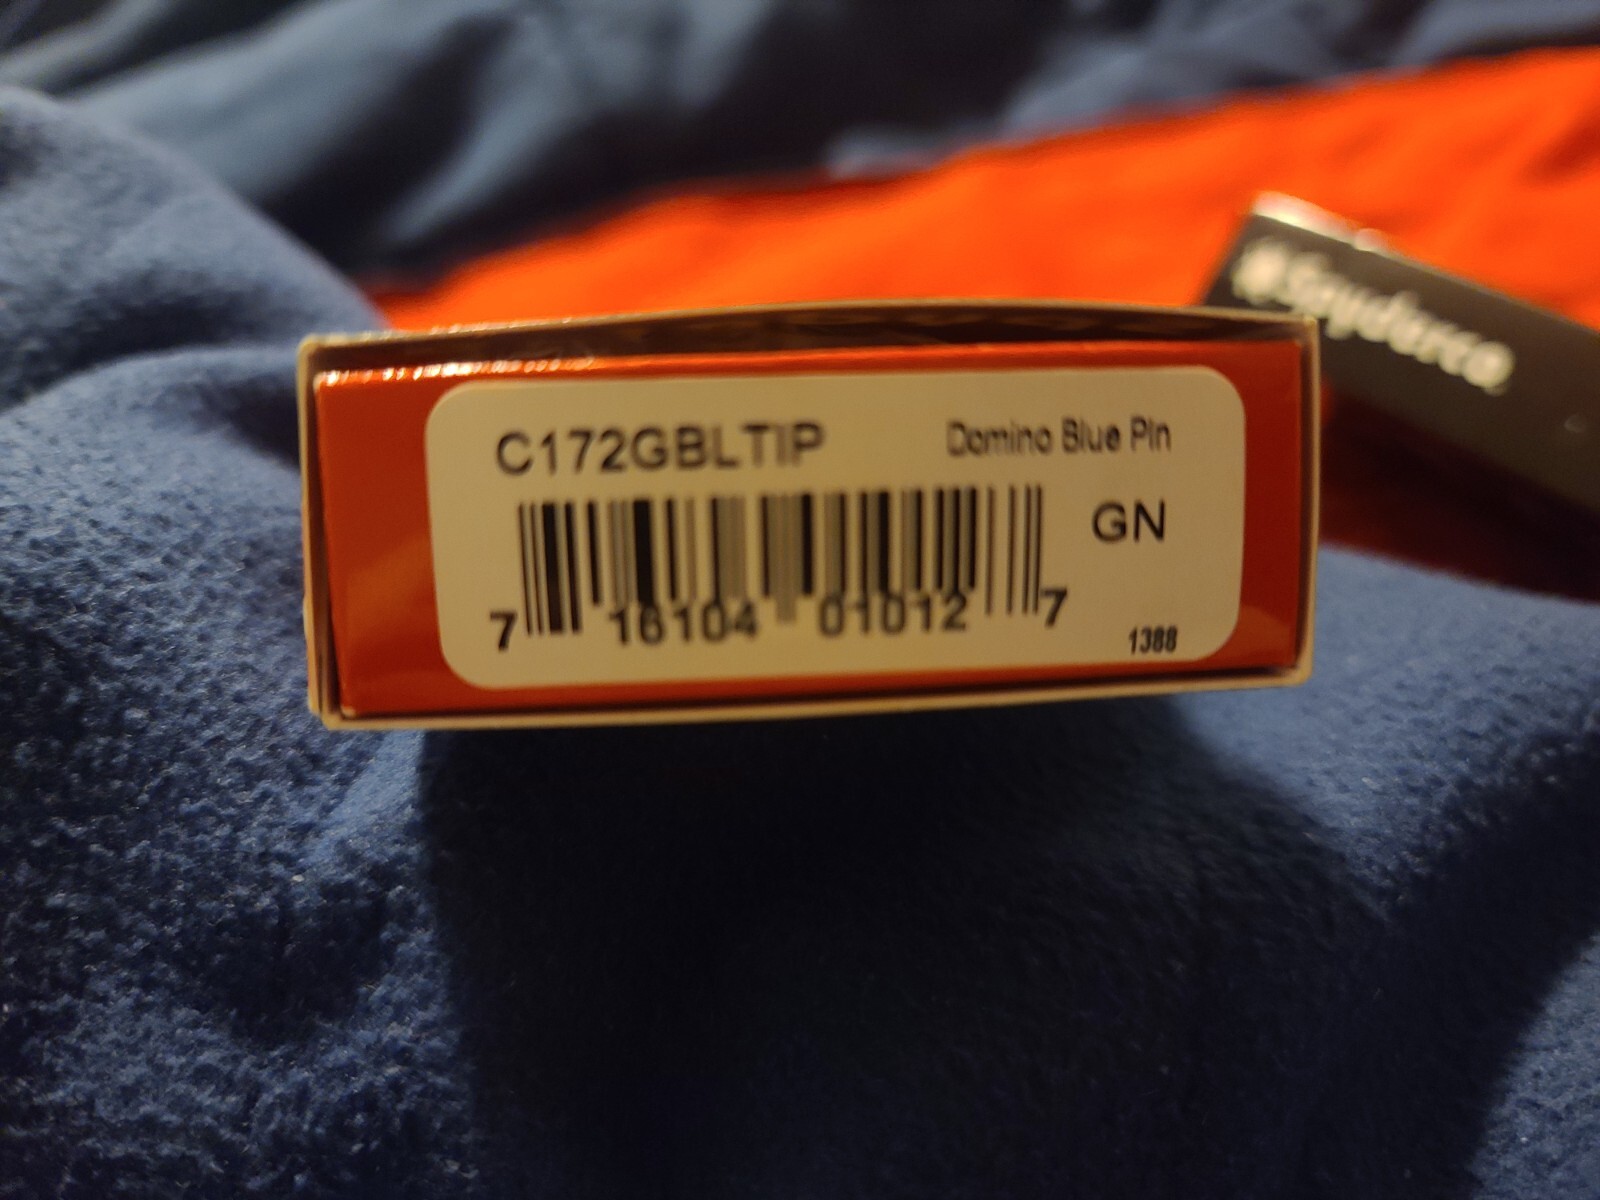 Spyderco
C172GBLTIP
Domino Blue Pin
GN
7 16104 01012 7
1388